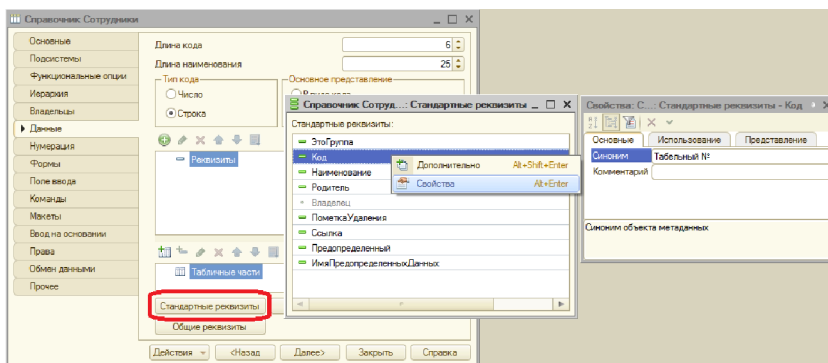 Справочник Сотрудники
Основные
Подсистемы
Функциональные опции
Иерархия
Владельцы
Данные
Нумерация
Формы
Поле ввода
Команды
Макеты
Ввод на основании
Права
Обмен данными
Прочее
Длина кода
6
Длина наименования
25
Тип кода
Число
Строка
Основное представление
Реквизиты
Табличные части
Стандартные реквизиты
Общие реквизиты
Действия
<Назад
Далее>
Закрыть
Справка
Справочник Сотруд...: Стандартные реквизиты
Стандартные реквизиты:
ЭтоГруппа
Код
Наименование
Родитель
Владелец
ПометкаУдаления
Ссылка
Предопределенный
ИмяПредопределенныхДанных
Дополнительно Alt+Shift+Enter
Свойства Alt+Enter
Свойства: С...: Стандартные реквизиты - Код
Основные Использование Представление
Синоним Табельный №
Комментарий
Синоним объекта метаданных